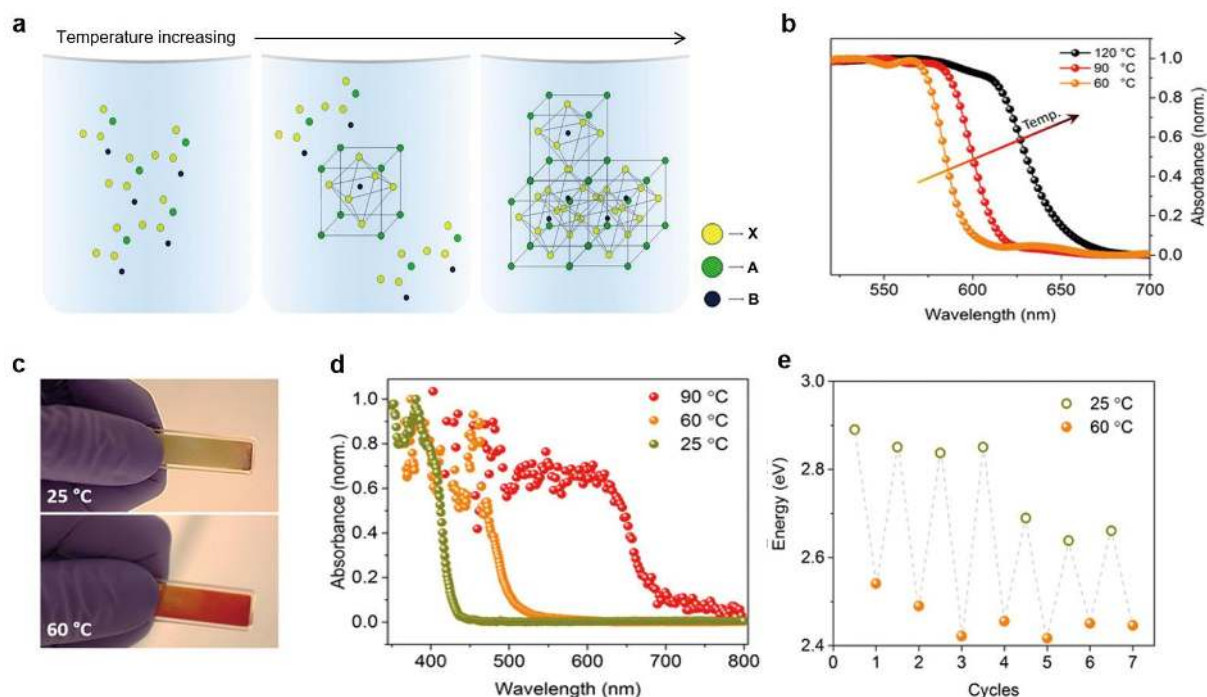 a
Temperature increasing
X
A
B
b
120 °C
90 °C
60 °C
Temp.
1.0
0.8
0.6
0.4
0.2
0.0
Absorbance (norm.)
550 600 650 700
Wavelength (nm)
c
25 °C
60 °C
d
90 °C
60 °C
25 °C
Absorbance (norm.)
1.0
0.8
0.6
0.4
0.2
0.0
400 500 600 700 800
Wavelength (nm)
e
25 °C
60 °C
Energy (eV)
3.0
2.8
2.6
2.4
0 1 2 3 4 5 6 7
Cycles